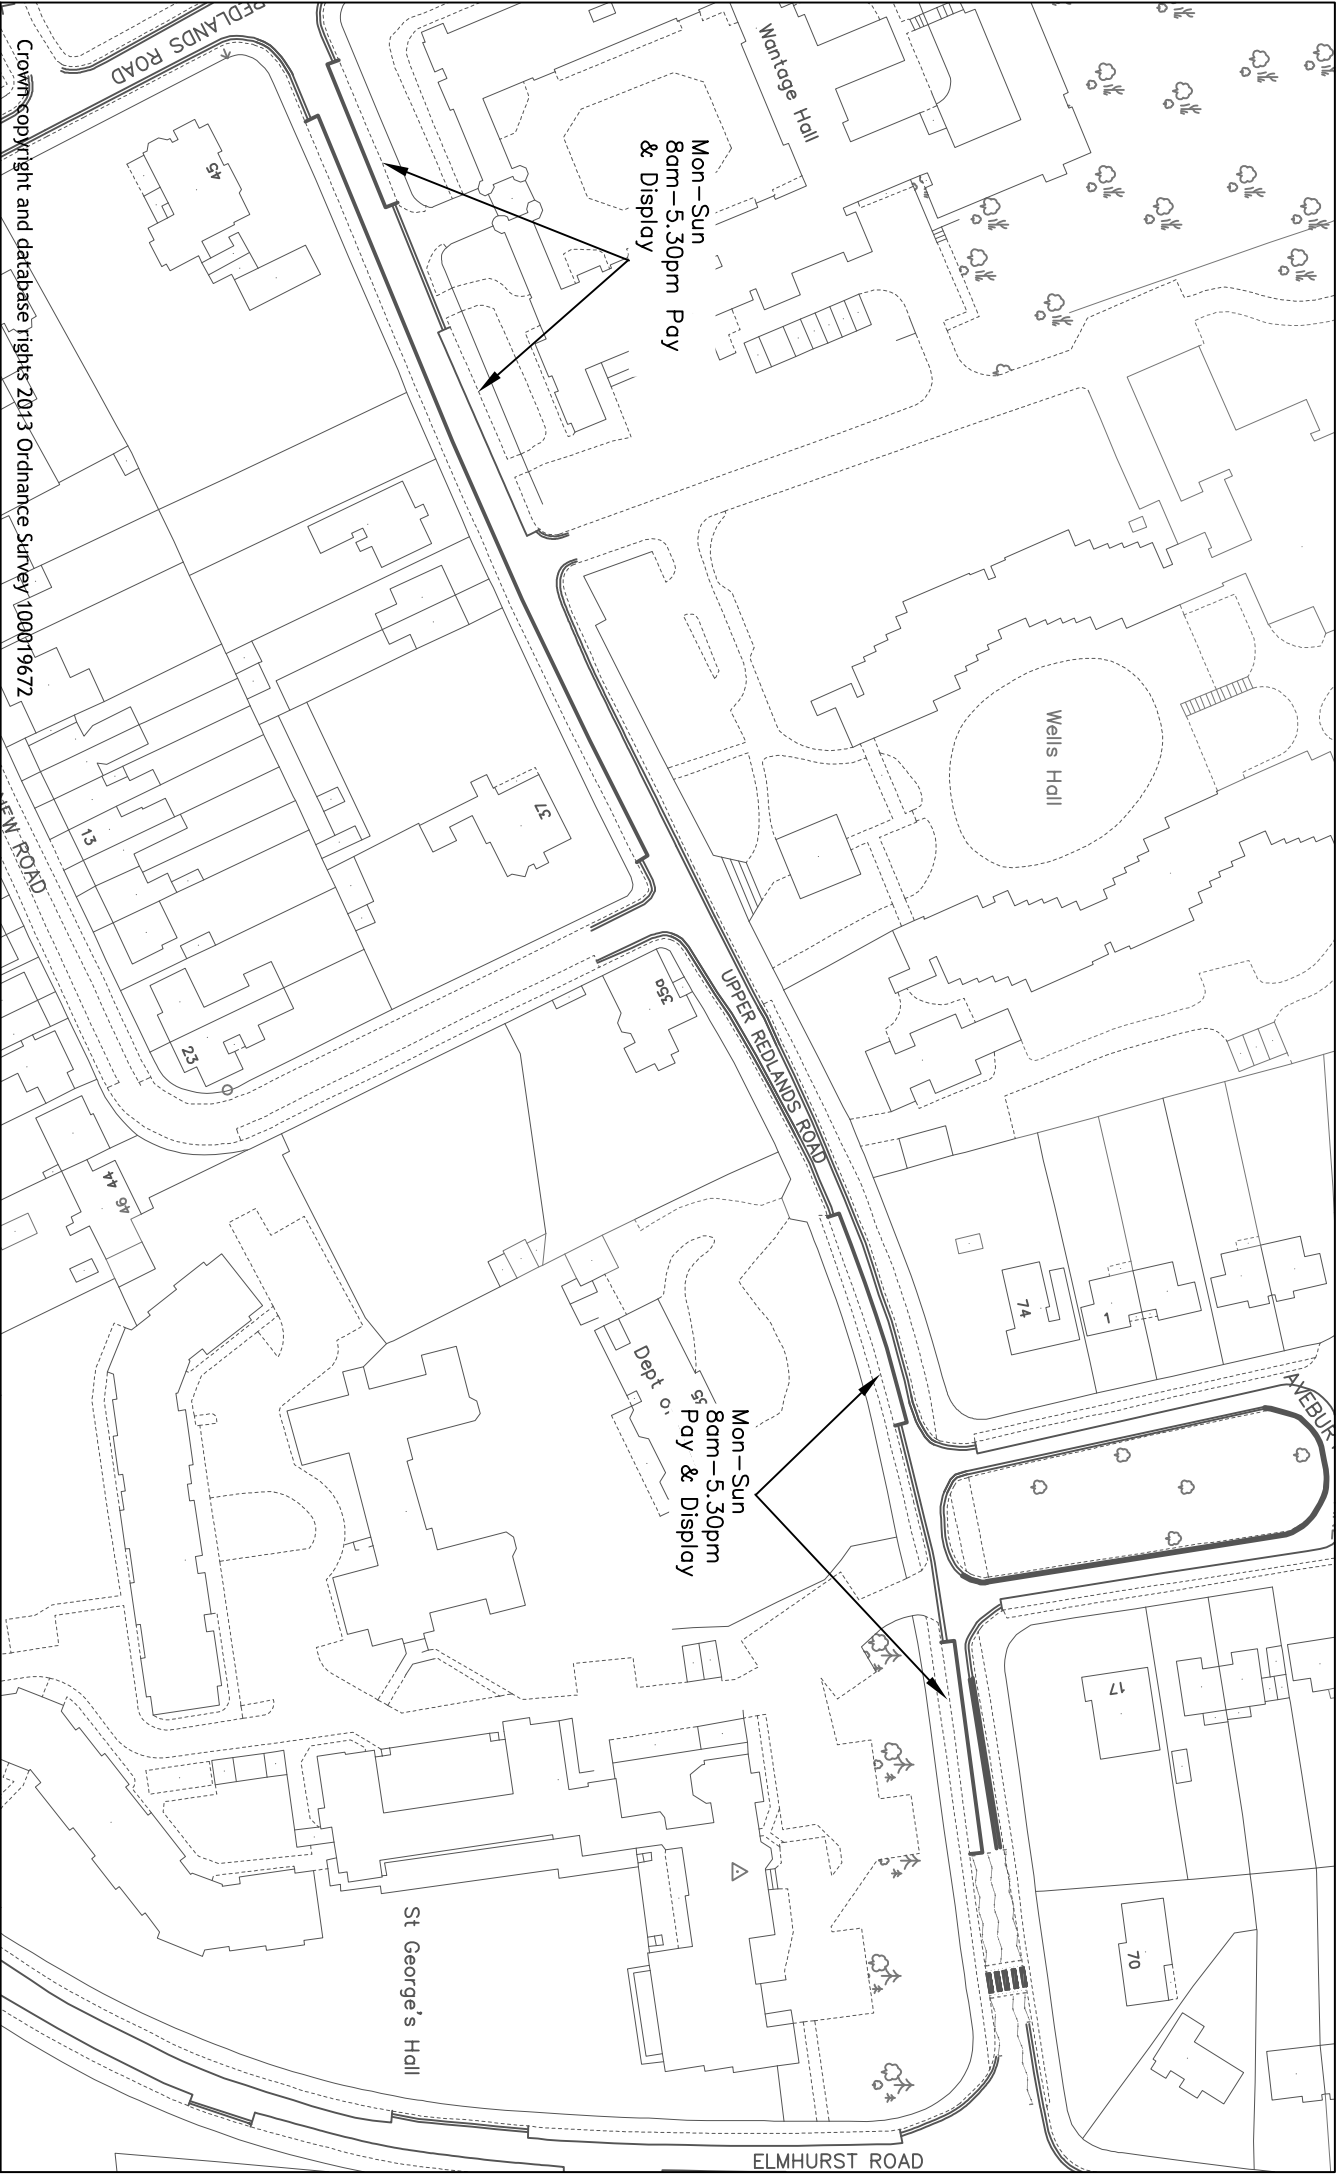 REDLANDS ROAD
Wantage Hall
Mon-Sun
8am-5.30pm Pay
& Display
45
Wells Hall
37
13
NEW ROAD
23
35a
UPPER REDLANDS ROAD
44
46
74
1
Dept o
35
Mon-Sun
8am-5.30pm
Pay & Display
17
70
St George's Hall
ELMHURST ROAD
Crown copyright and database rights 2013 Ordnance Survey 100019672